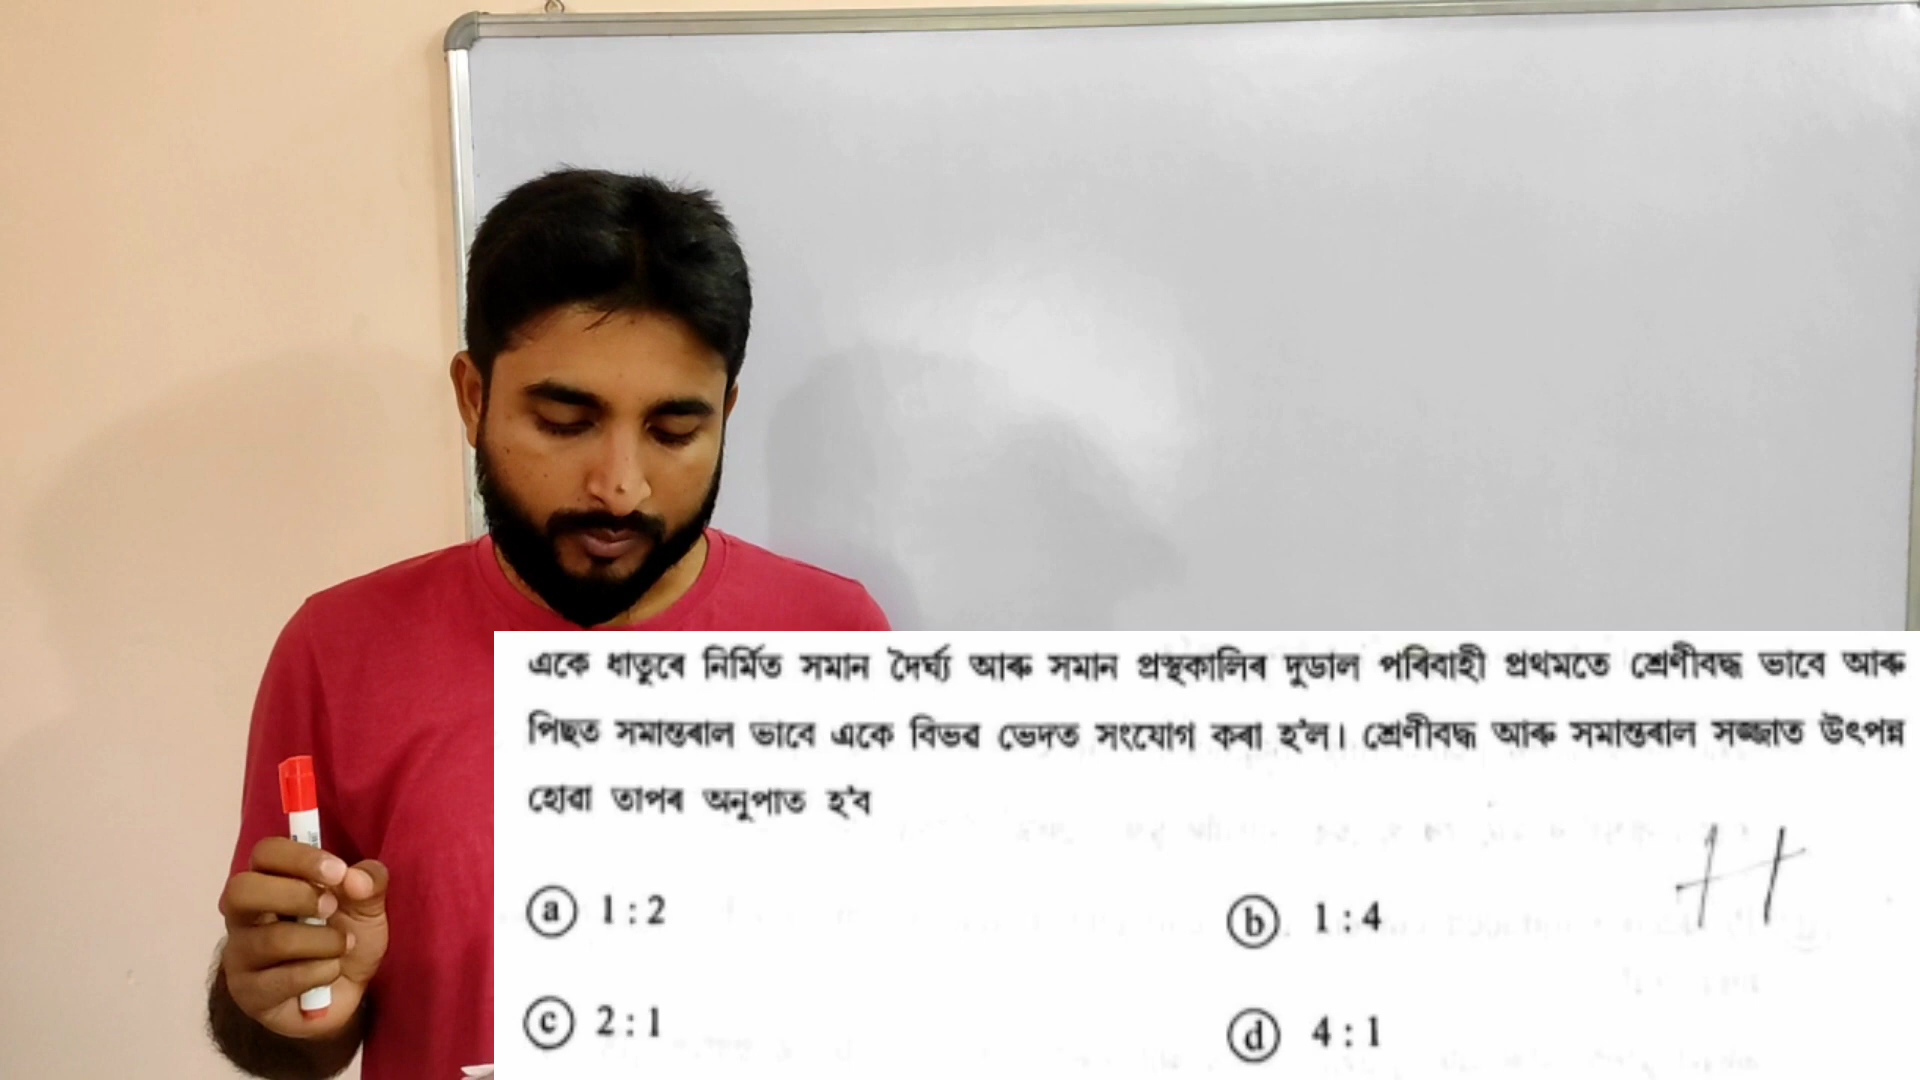 একে ধাতুৰে নিৰ্মিত সমান দৈৰ্ঘ্য আৰু সমান প্ৰস্থকালিৰ দুডাল পৰিবাহী প্ৰথমতে শ্ৰেণীবদ্ধ ভাবে আৰু
পিছত সমান্তৰাল ভাবে একে বিভৱ ভেদত সংযোগ কৰা হ'ল। শ্ৰেণীবদ্ধ আৰু সমান্তৰাল সজ্জাত উৎপন্ন
হোৱা তাপৰ অনুপাত হ'ব
a 1 : 2
b 1 : 4
c 2 : 1
d 4 : 1